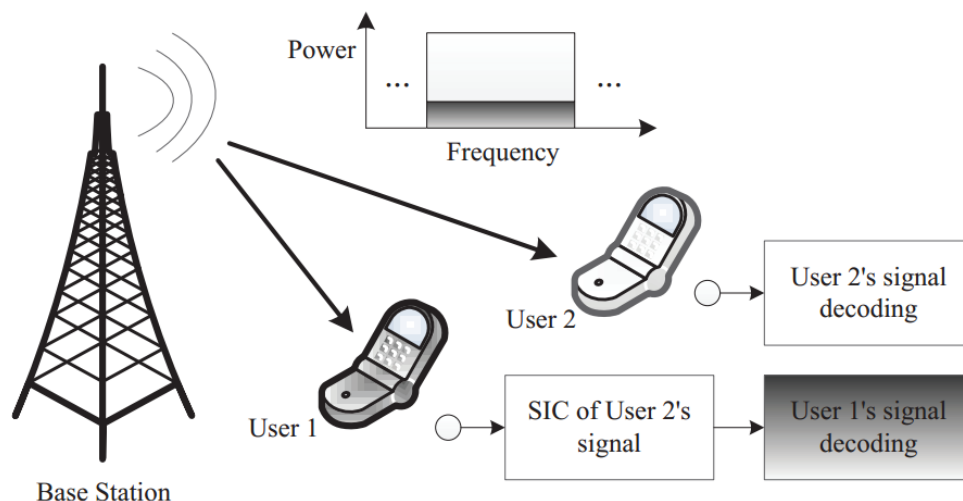 Power
... ...
Frequency
User 2
User 2's signal
decoding
User 1
SIC of User 2's
signal
User 1's signal
decoding
Base Station